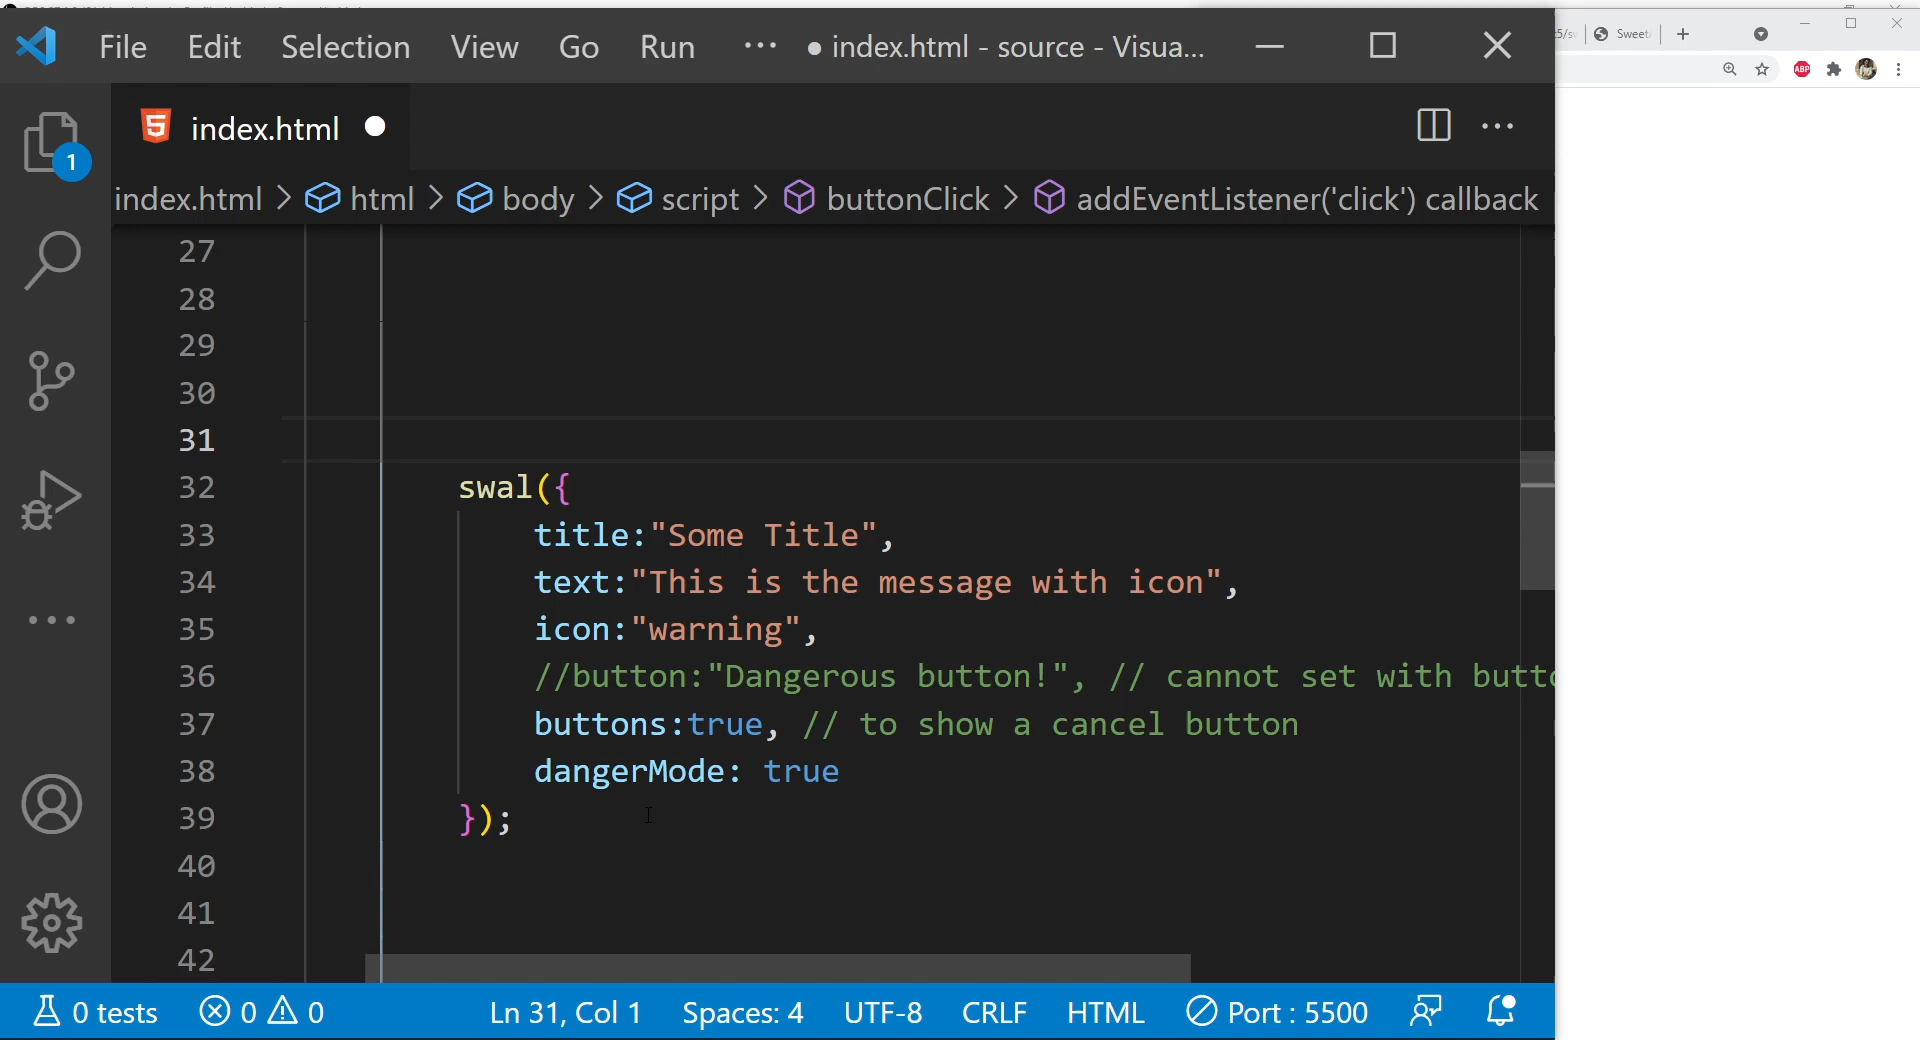 File Edit Selection View Go Run ··· ● index.html - source - Visua...
Sweet
ABP
index.html
1
index.html > html > body > script > buttonClick > addEventListener('click') callback
27
28
29
30
31
32 swal({
33 title:"Some Title",
34 text:"This is the message with icon",
35 icon:"warning",
36 //button:"Dangerous button!", // cannot set with butto
37 buttons:true, // to show a cancel button
38 dangerMode: true
39 });
40
41
42
0 tests 0 0 Ln 31, Col 1 Spaces: 4 UTF-8 CRLF HTML Port : 5500